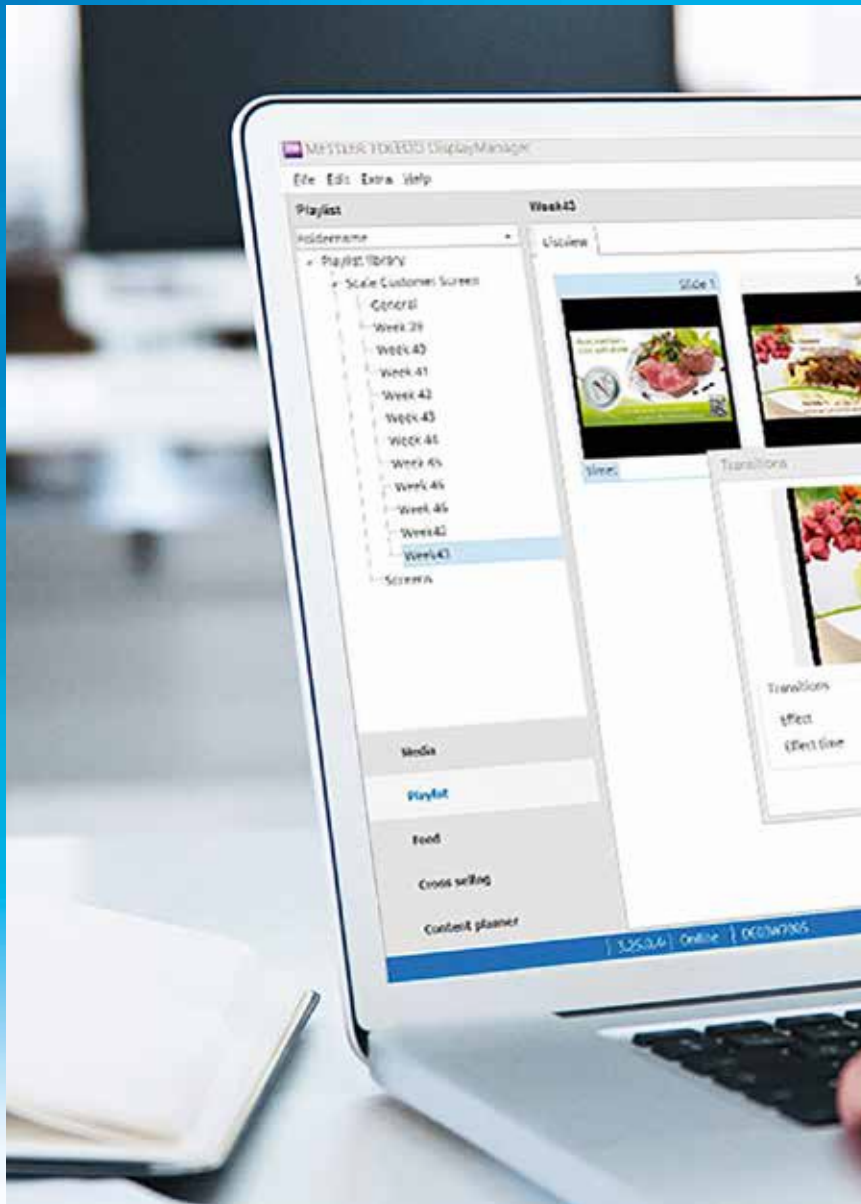 METTLER TOLEDO DisplayManager
File Edit Extra Help
Playlist
Foldername
Playlist library
Scale Customer Screen
General
Week 39
Week 40
Week 41
Week 42
Week 43
Week 44
Week 45
Week 46
Week 46
Week42
Week43
Screens
Media
Playlist
Feed
Cross selling
Content planner
Week43
Listview
Slide 1
Transitions
Transitions
Effect
Effect time
Online